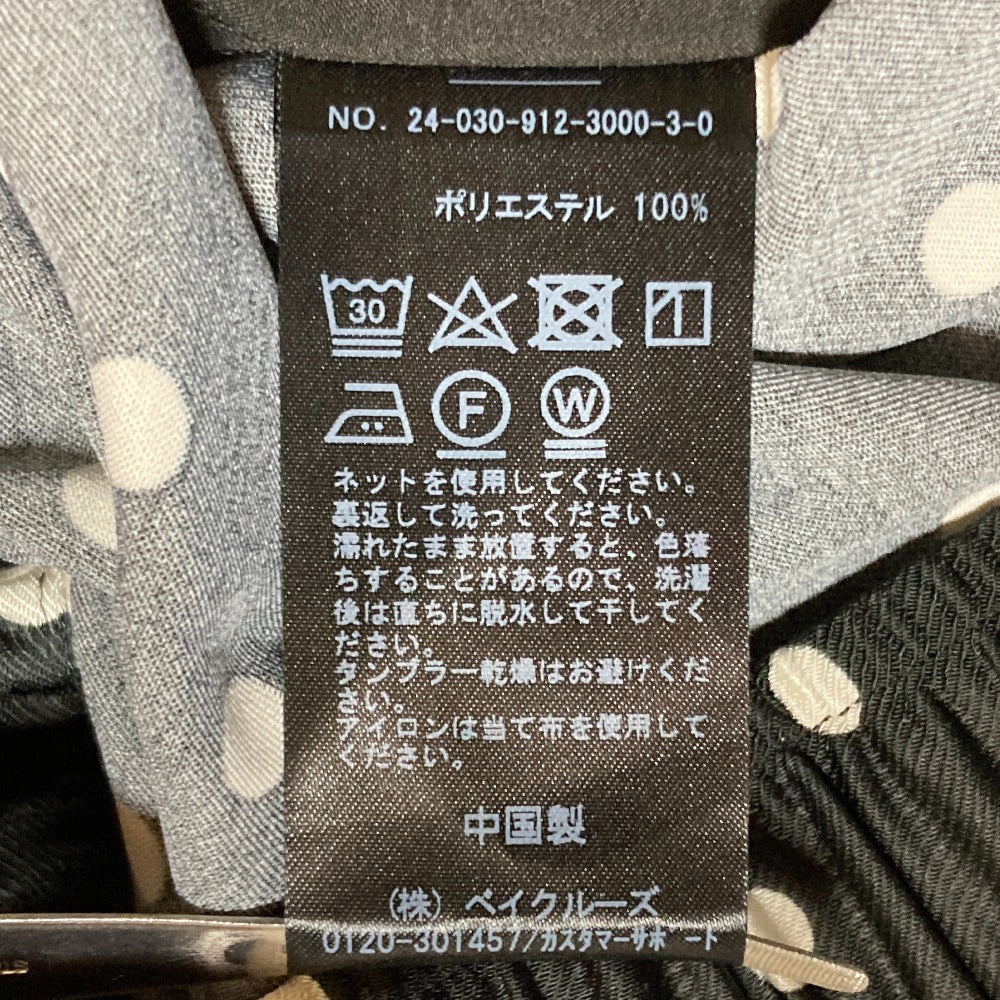 NO. 24-030-912-3000-3-0
ポリエステル 100%
30
F W
ネットを使用してください。
裏返して洗ってください。
濡れたまま放置すると、色落
ちすることがあるので、洗濯
後は直ちに脱水して干してく
ださい。
タンブラー乾燥はお避けくだ
さい。
アイロンは当て布を使用して
ください。
中国製
(株) ベイクルーズ
0120-301457/カスタマーサポート